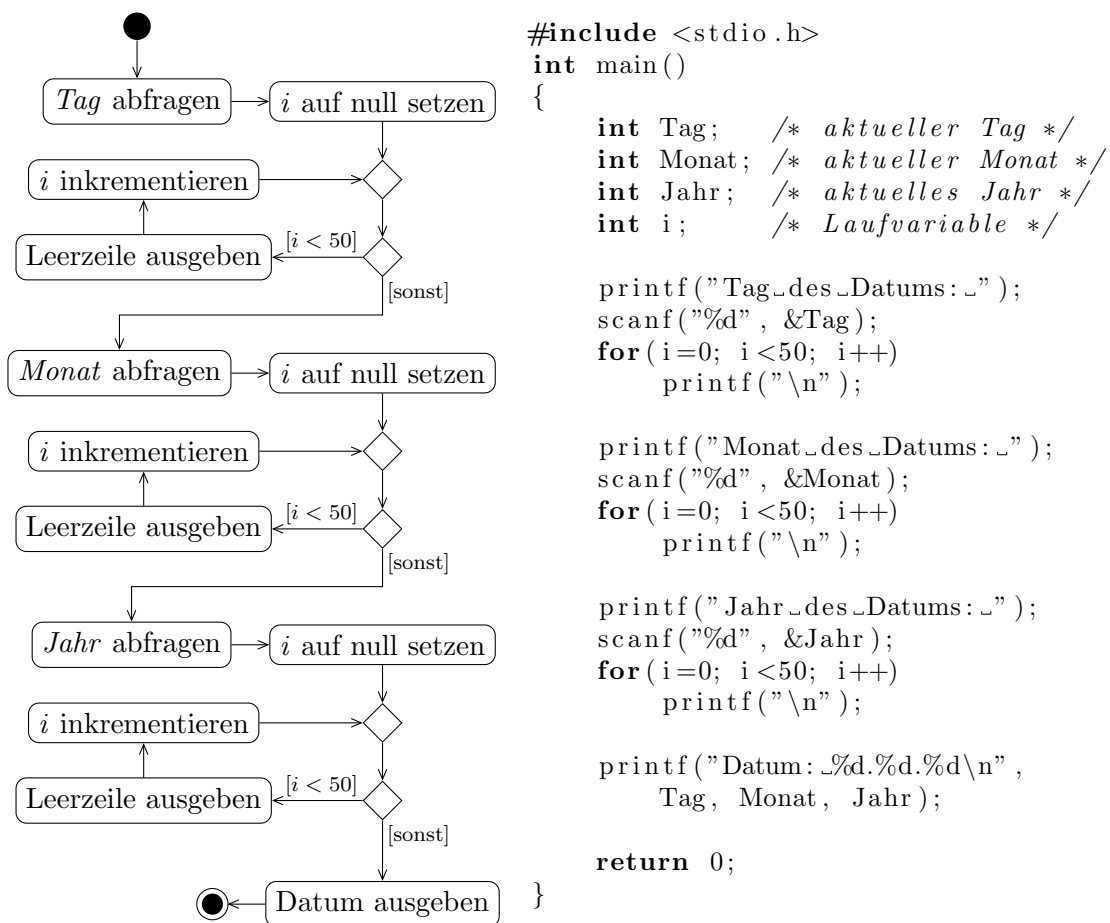 Tag abfragen
i auf null setzen
i inkrementieren
Leerzeile ausgeben
[i < 50]
[sonst]
Monat abfragen
i auf null setzen
i inkrementieren
Leerzeile ausgeben
[i < 50]
[sonst]
Jahr abfragen
i auf null setzen
i inkrementieren
Leerzeile ausgeben
[i < 50]
[sonst]
Datum ausgeben
#include <stdio.h>
int main()
{
int Tag; /* aktueller Tag */
int Monat; /* aktueller Monat */
int Jahr; /* aktuelles Jahr */
int i; /* Laufvariable */
printf("Tag␣des␣Datums:␣");
scanf("%d", &Tag);
for(i=0; i<50; i++)
printf("\n");
printf("Monat␣des␣Datums:␣");
scanf("%d", &Monat);
for(i=0; i<50; i++)
printf("\n");
printf("Jahr␣des␣Datums:␣");
scanf("%d", &Jahr);
for(i=0; i<50; i++)
printf("\n");
printf("Datum:␣%d.%d.%d\n",
Tag, Monat, Jahr);
return 0;
}